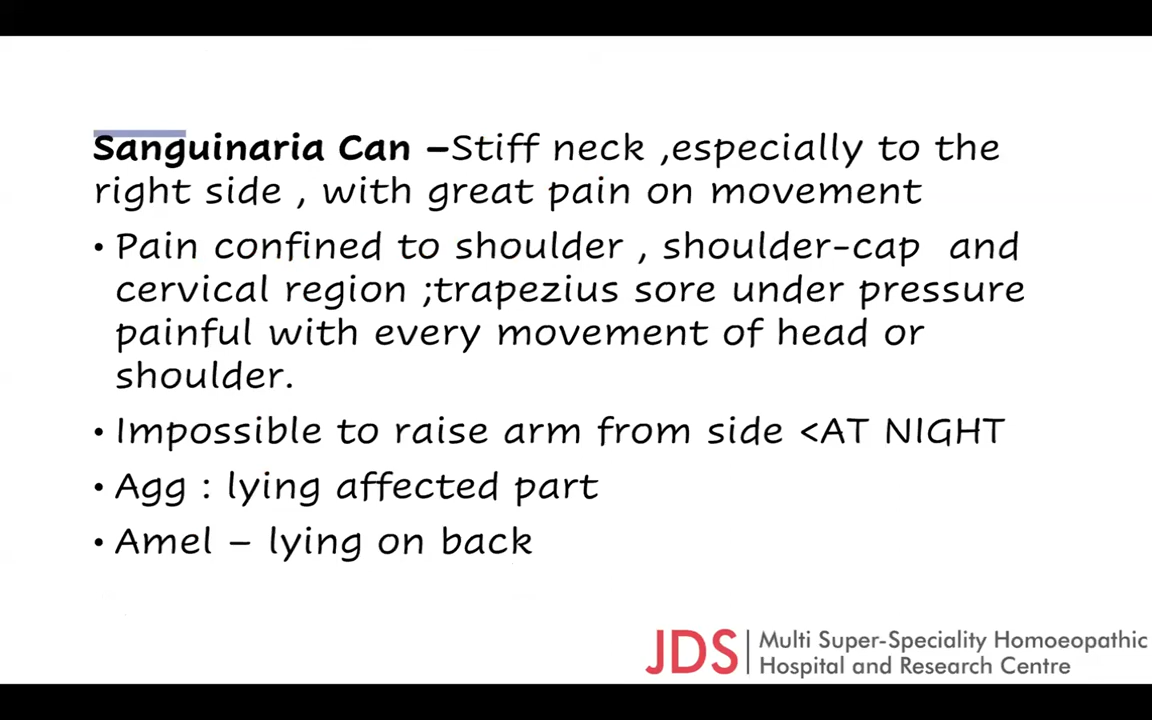 Sanguinaria Can –Stiff neck ,especially to the
right side , with great pain on movement
• Pain confined to shoulder , shoulder-cap and
cervical region ;trapezius sore under pressure
painful with every movement of head or
shoulder.
• Impossible to raise arm from side <AT NIGHT
• Agg : lying affected part
• Amel – lying on back
JDS | Multi Super-Speciality Homoeopathic
Hospital and Research Centre